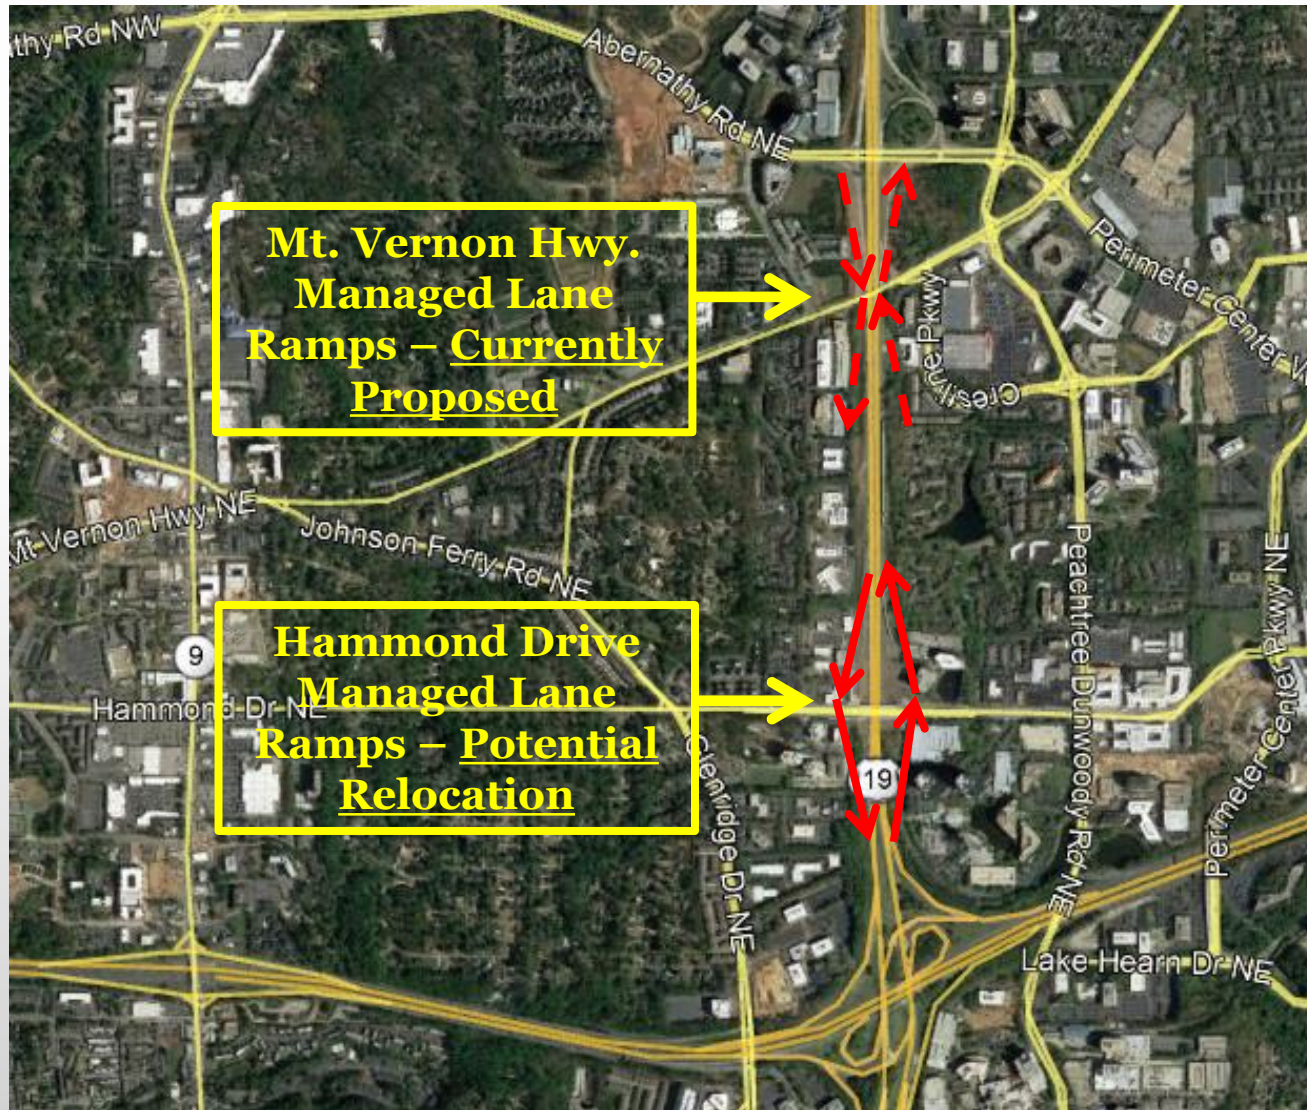 thy Rd NW
Abernathy Rd NE
Mt. Vernon Hwy.
Managed Lane
Ramps – Currently
Proposed
Perimeter Center W
Crestline Pkwy
Mt Vernon Hwy NE
Johnson Ferry Rd NE
Peachtree Dunwoody Rd NE
Perimeter Center Pkwy NE
9
Hammond Drive
Managed Lane
Ramps – Potential
Relocation
Hammond Dr NE
Glenridge Dr NE
19
Lake Hearn Dr NE